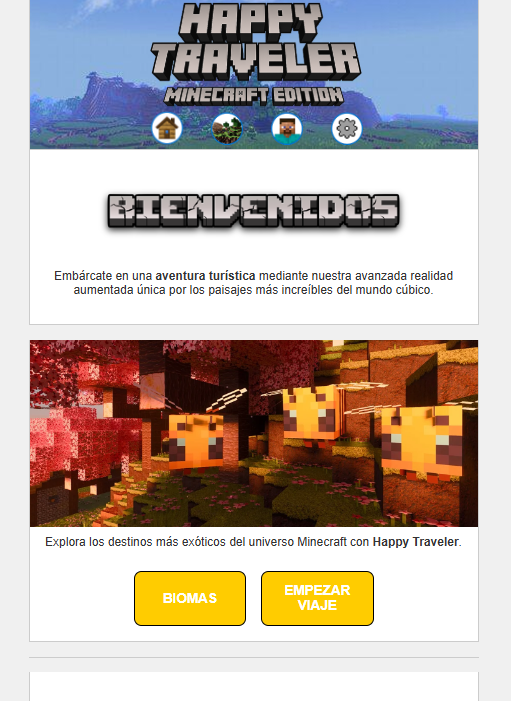 HAPPY
TRAVELER
MINECRAFT EDITION
BIENVENIDOS
Embárcate en una aventura turística mediante nuestra avanzada realidad
aumentada única por los paisajes más increíbles del mundo cúbico.
Explora los destinos más exóticos del universo Minecraft con Happy Traveler.
BIOMAS
EMPEZAR
VIAJE